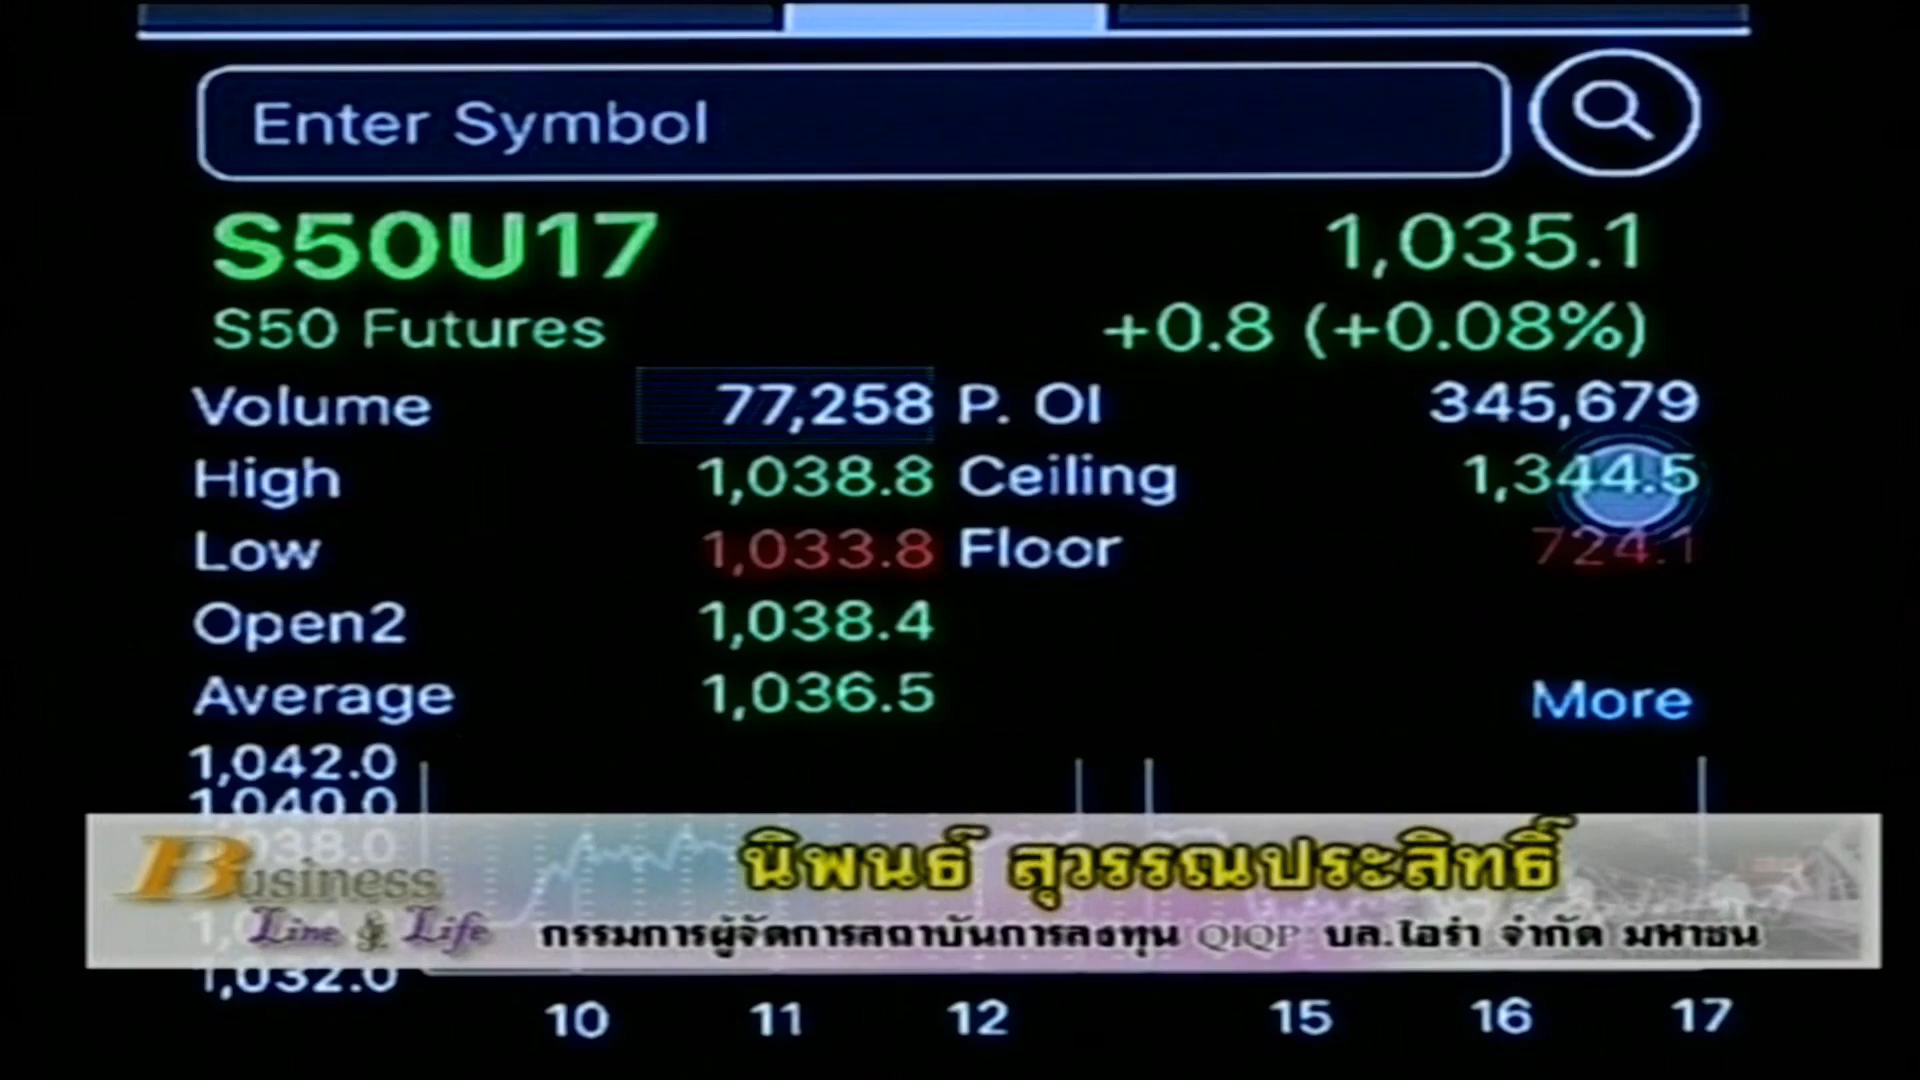 Enter Symbol
S50U17 1,035.1
S50 Futures +0.8 (+0.08%)
Volume 77,258 P. OI 345,679
High 1,038.8 Ceiling 1,344.5
Low 1,033.8 Floor 724.1
Open2 1,038.4
Average 1,036.5 More
1,042.0
1,040.0
นิพนธ์ สุวรรณประสิทธิ์
Business
Line & Life
กรรมการผู้จัดการสถาบันการลงทุน QIQP บล.ไอร่า จำกัด มหาชน
1,032.0
10 11 12 15 16 17